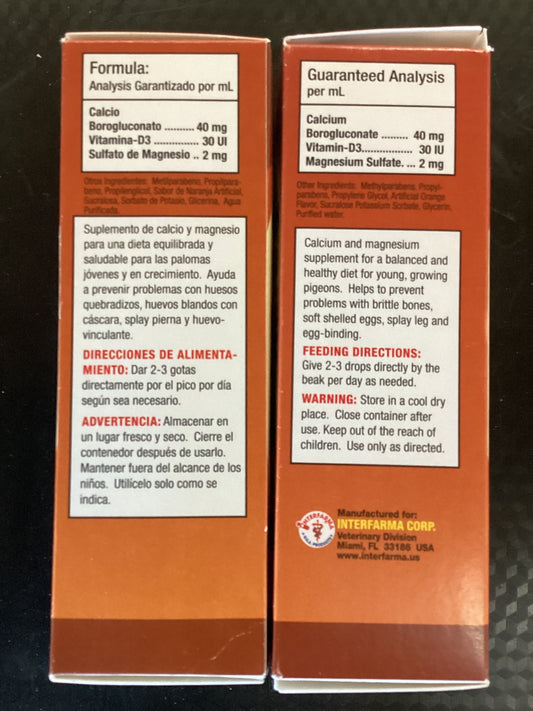 Formula:
Analysis Garantizado por mL
Calcio
Borogluconato .......... 40 mg
Vitamina-D3 ............... 30 UI
Sulfato de Magnesio .. 2 mg
Otros Ingredientes: Metilparabeno, Propilpara-
beno, Propilenglicol, Sabor de Naranja Artificial,
Sucralosa, Sorbato de Potasio, Glicerina, Agua
Purificada.
Suplemento de calcio y magnesio
para una dieta equilibrada y
saludable para las palomas
jóvenes y en crecimiento. Ayuda
a prevenir problemas con huesos
quebradizos, huevos blandos con
cáscara, splay pierna y huevo-
vinculante.
DIRECCIONES DE ALIMENTA-
MIENTO: Dar 2-3 gotas
directamente por el pico por día
según sea necesario.
ADVERTENCIA: Almacenar en
un lugar fresco y seco. Cierre el
contenedor después de usarlo.
Mantener fuera del alcance de los
niños. Utilícelo solo como se
indica.
Guaranteed Analysis
per mL
Calcium
Borogluconate ......... 40 mg
Vitamin-D3................. 30 IU
Magnesium Sulfate. ... 2 mg
Other Ingredients: Methylparabens, Propyl-
parabens, Propylene Glycol, Artificial Orange
Flavor, Sucralose Potassium Sorbate, Glycerin,
Purified water.
Calcium and magnesium
supplement for a balanced and
healthy diet for young, growing
pigeons. Helps to prevent
problems with brittle bones,
soft shelled eggs, splay leg and
egg-binding.
FEEDING DIRECTIONS:
Give 2-3 drops directly by the
beak per day as needed.
WARNING: Store in a cool dry
place. Close container after
use. Keep out of the reach of
children. Use only as directed.
INTERFARMA
Manufactured for:
INTERFARMA CORP.
Veterinary Division
Miami, FL 33186 USA
www.interfarma.us